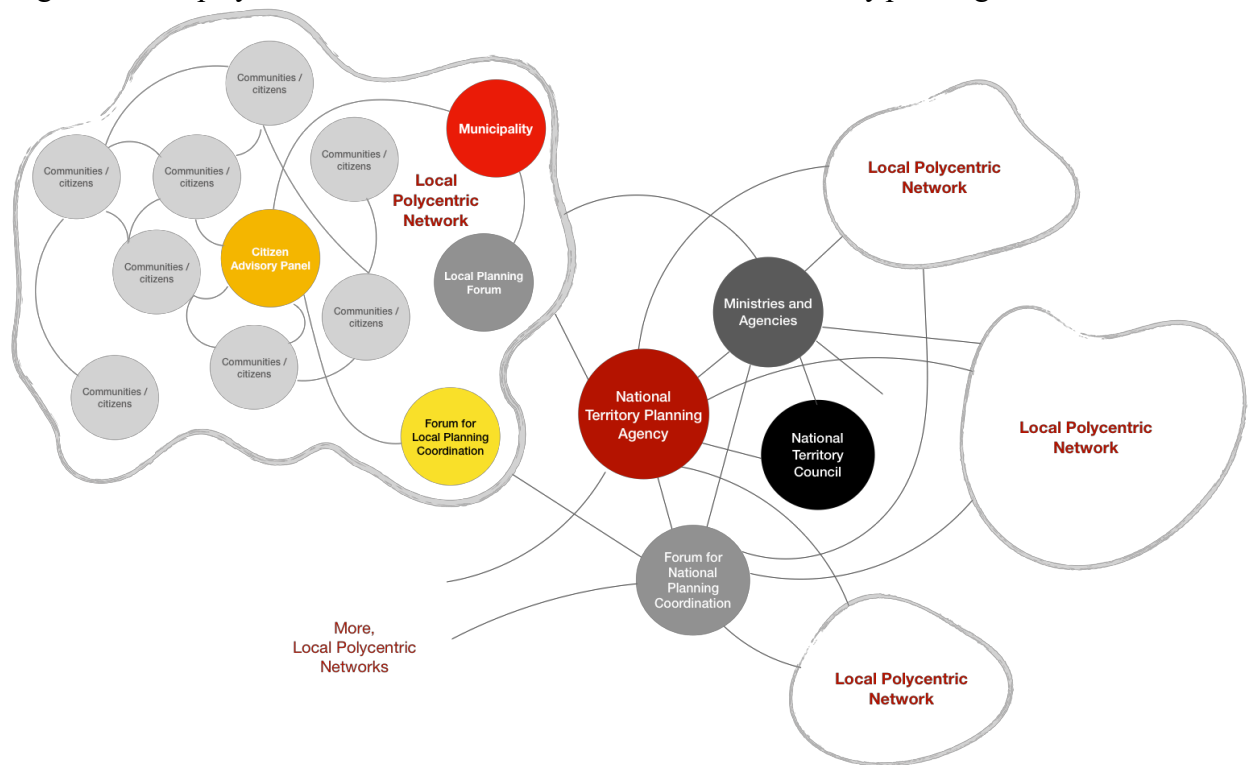 Communities /
citizens
Communities /
citizens
Communities /
citizens
Communities /
citizens
Municipality
Local
Polycentric
Network
Citizen
Advisory Panel
Communities /
citizens
Local Planning
Forum
Communities /
citizens
Communities /
citizens
Communities /
citizens
Forum for
Local Planning
Coordination
Local Polycentric
Network
Ministries and
Agencies
National
Territory Planning
Agency
National
Territory
Council
Local Polycentric
Network
Forum for
National
Planning
Coordination
More,
Local Polycentric
Networks
Local Polycentric
Network